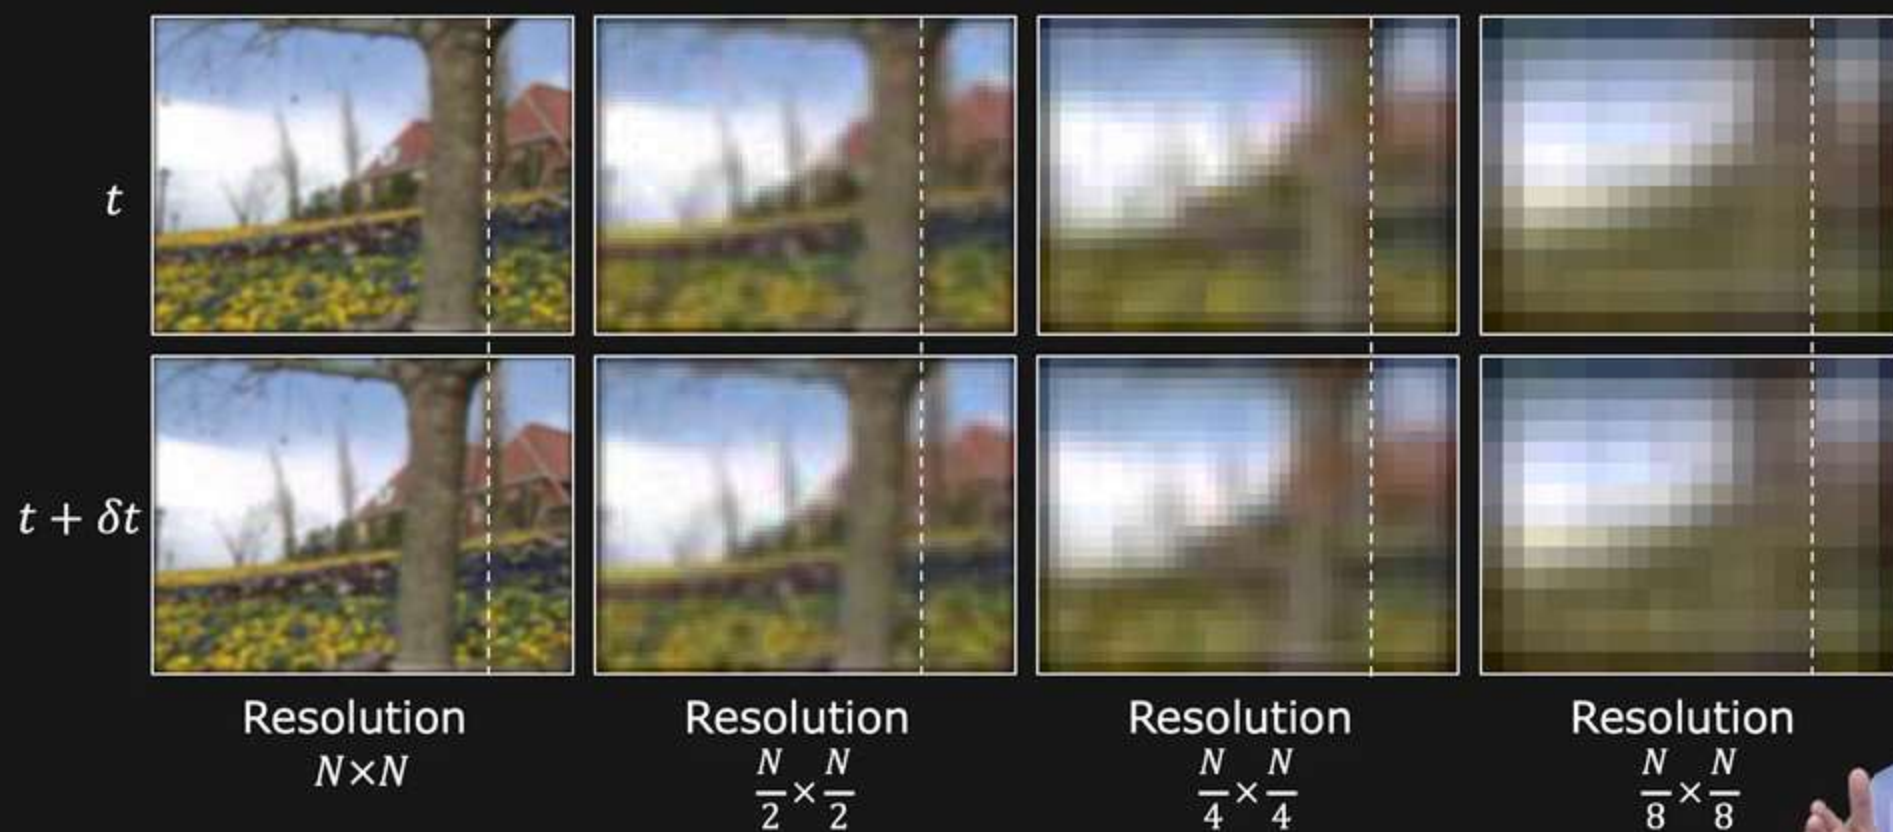 t
t + δt
Resolution Resolution Resolution Resolution
N×N N/2×N/2 N/4×N/4 N/8×N/8